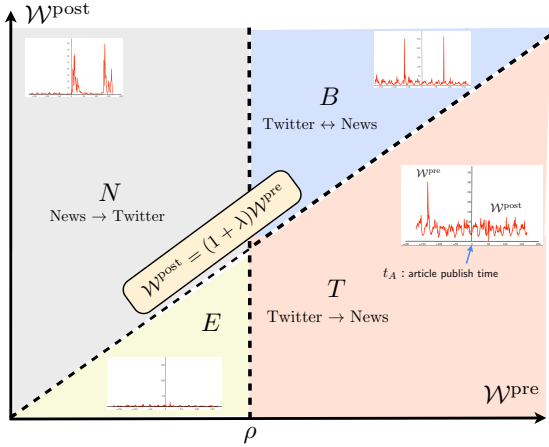 𝒲^post
B
Twitter ↔ News
N
News → Twitter
𝒲^post = (1 + λ)𝒲^pre
𝒲^pre
𝒲^post
t_A : article publish time
T
Twitter → News
E
𝒲^pre
ρ